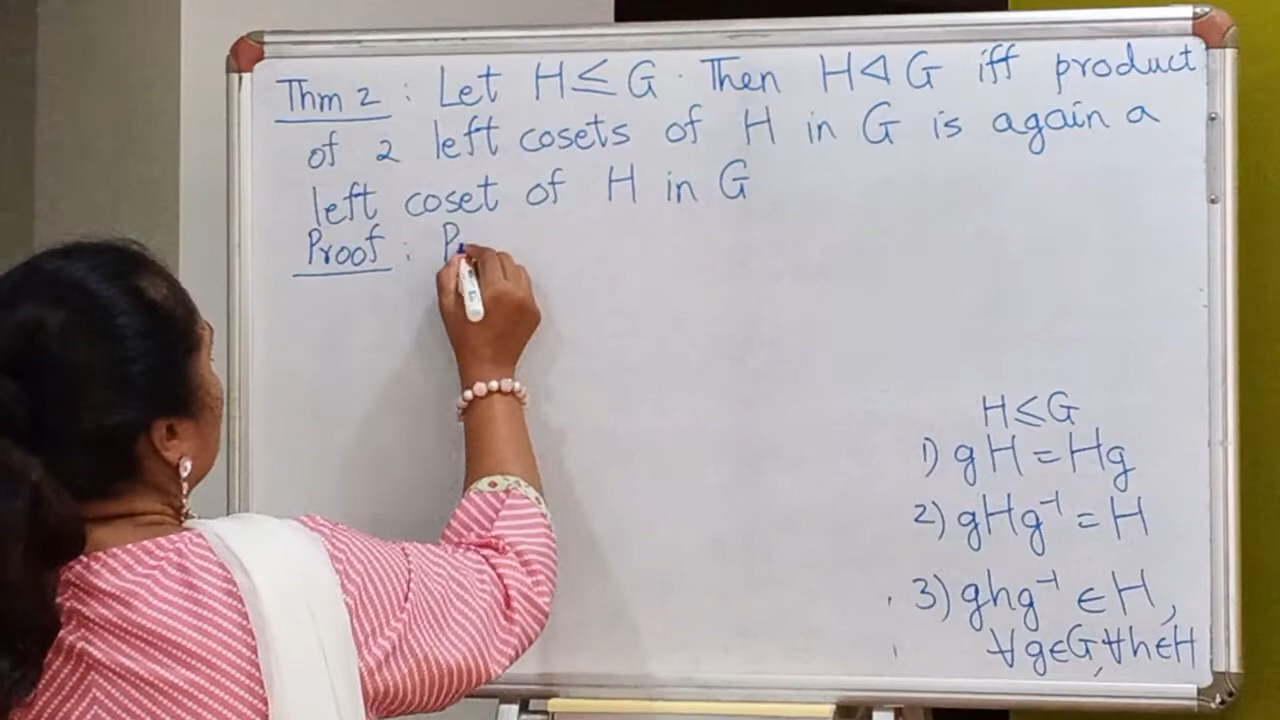 Thm 2 : Let H ≤ G. Then H ⊲ G iff product
of 2 left cosets of H in G is again a
left coset of H in G
Proof : P
H ≤ G
1) gH = Hg
2) gHg⁻¹ = H
3) ghg⁻¹ ∈ H,
∀ g ∈ G, ∀ h ∈ H